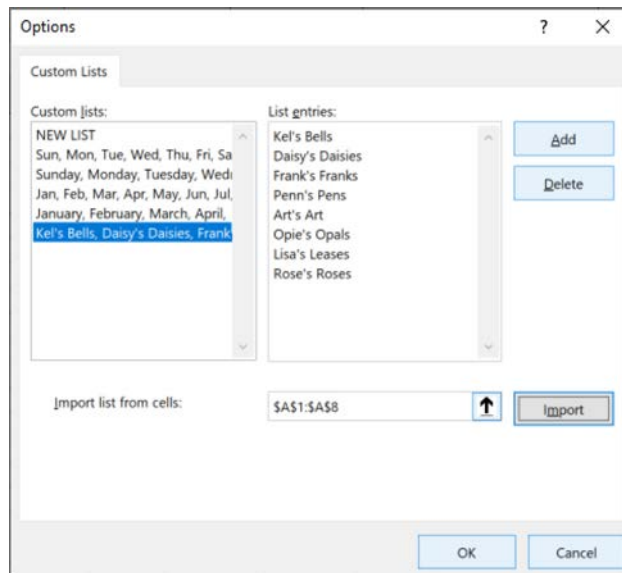 Options
Custom Lists
Custom lists:
NEW LIST
Sun, Mon, Tue, Wed, Thu, Fri, Sa
Sunday, Monday, Tuesday, Wedn
Jan, Feb, Mar, Apr, May, Jun, Jul,
January, February, March, April,
Kel's Bells, Daisy's Daisies, Frank'
List entries:
Kel's Bells
Daisy's Daisies
Frank's Franks
Penn's Pens
Art's Art
Opie's Opals
Lisa's Leases
Rose's Roses
Add
Delete
Import list from cells:
$A$1:$A$8
Import
OK
Cancel